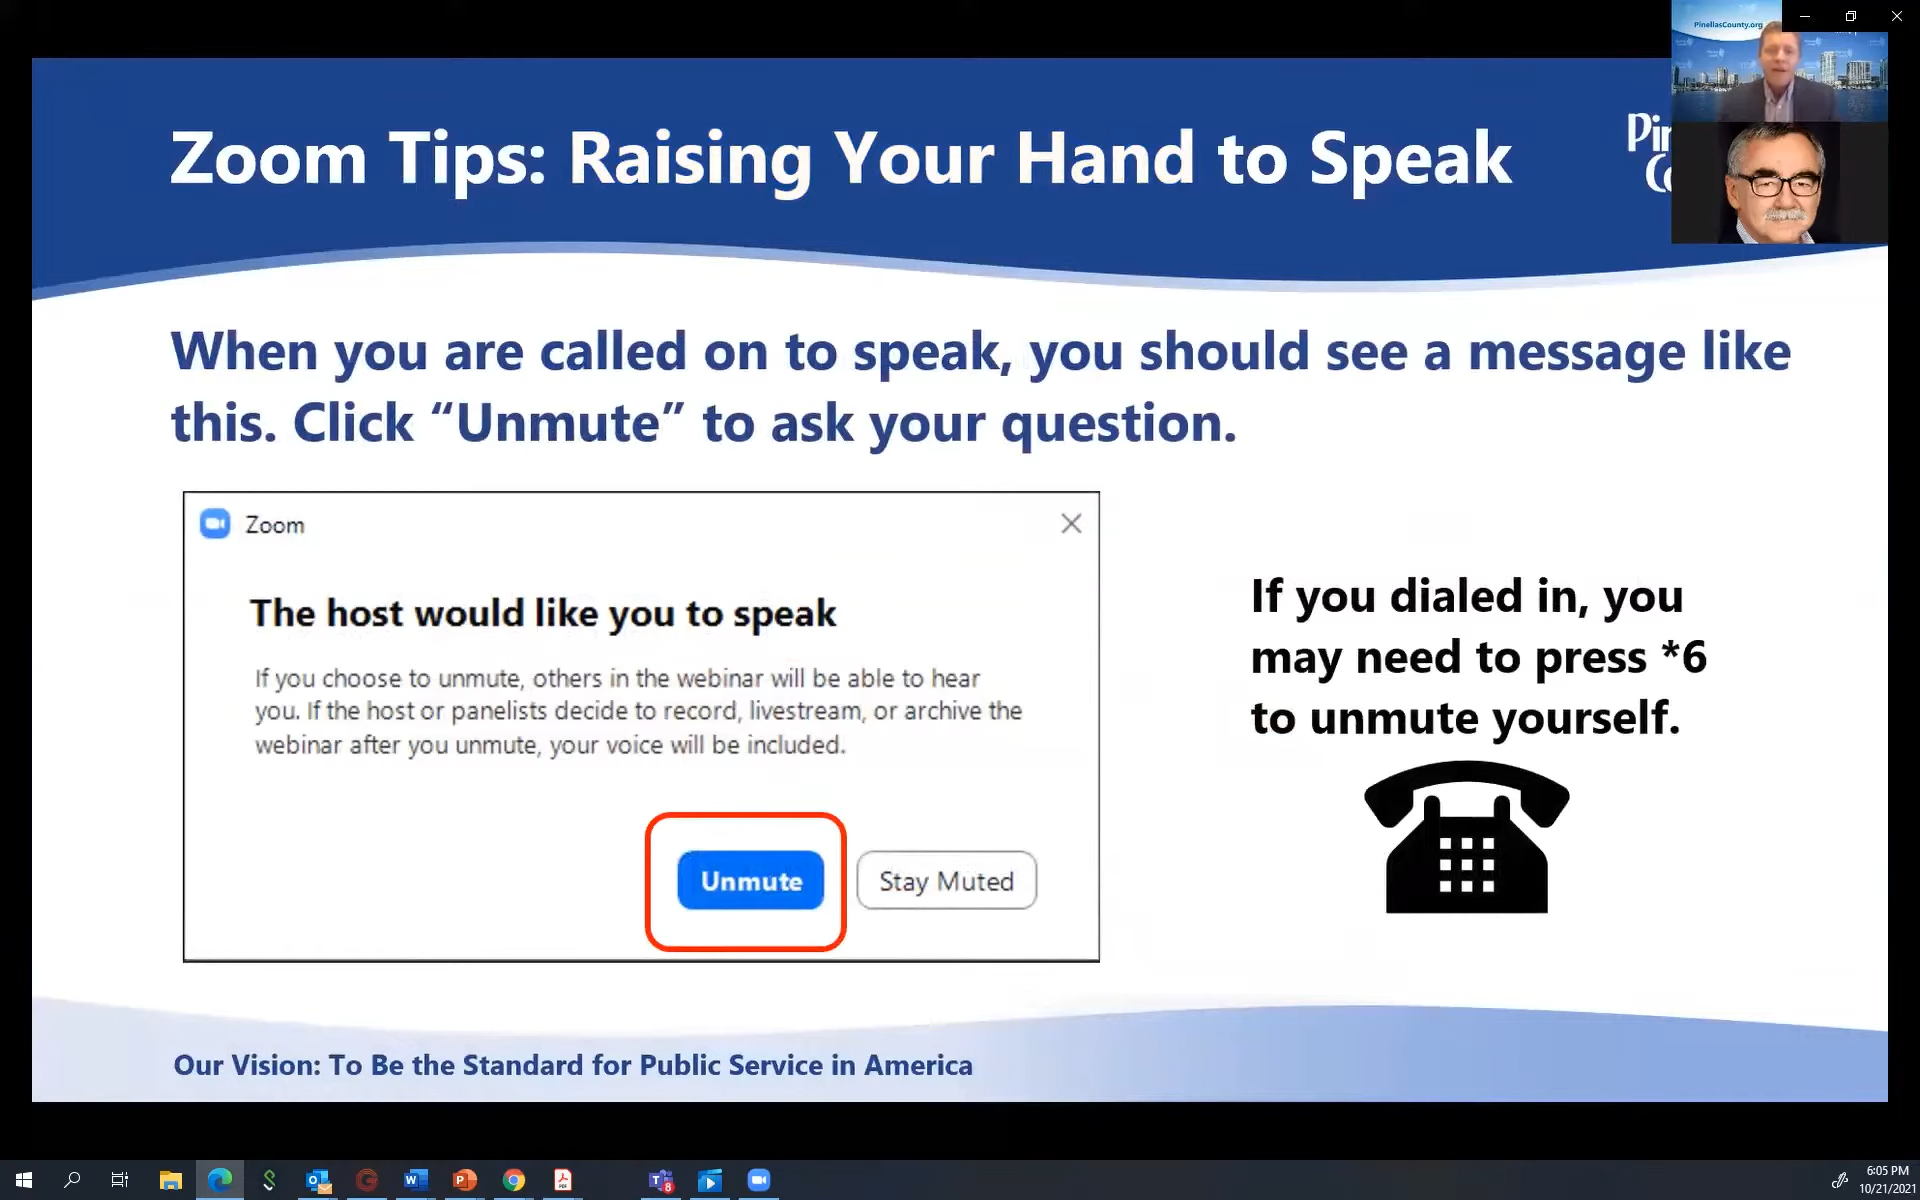 PinellasCounty.org
Zoom Tips: Raising Your Hand to Speak
When you are called on to speak, you should see a message like
this. Click “Unmute” to ask your question.
Zoom
The host would like you to speak
If you choose to unmute, others in the webinar will be able to hear
you. If the host or panelists decide to record, livestream, or archive the
webinar after you unmute, your voice will be included.
Unmute
Stay Muted
If you dialed in, you
may need to press *6
to unmute yourself.
Our Vision: To Be the Standard for Public Service in America
6:05 PM
10/21/2021